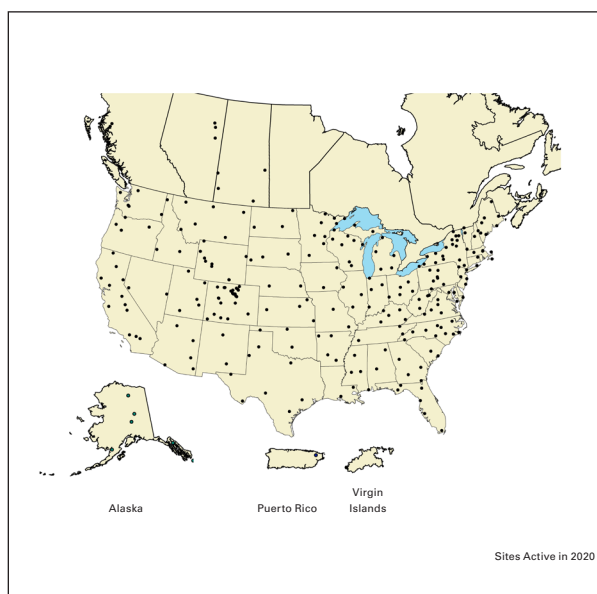 Alaska
Puerto Rico
Virgin
Islands
Sites Active in 2020